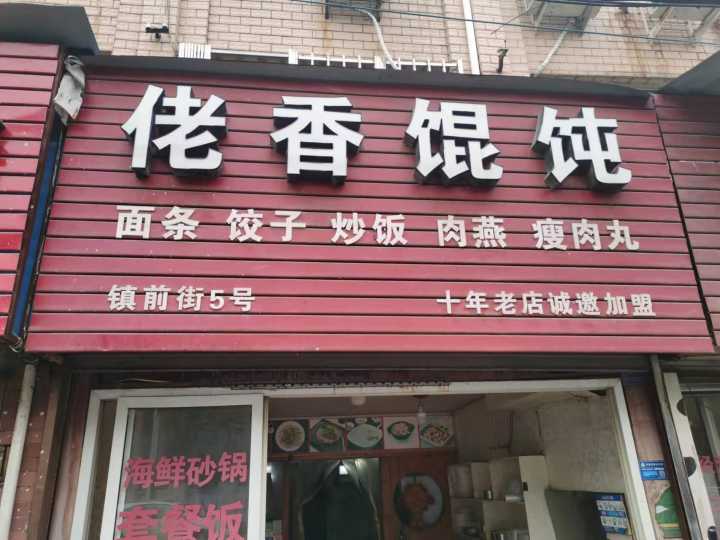 佬香馄饨
面条 饺子 炒饭 肉燕 瘦肉丸
镇前街5号 十年老店诚邀加盟
海鲜砂锅
套餐饭